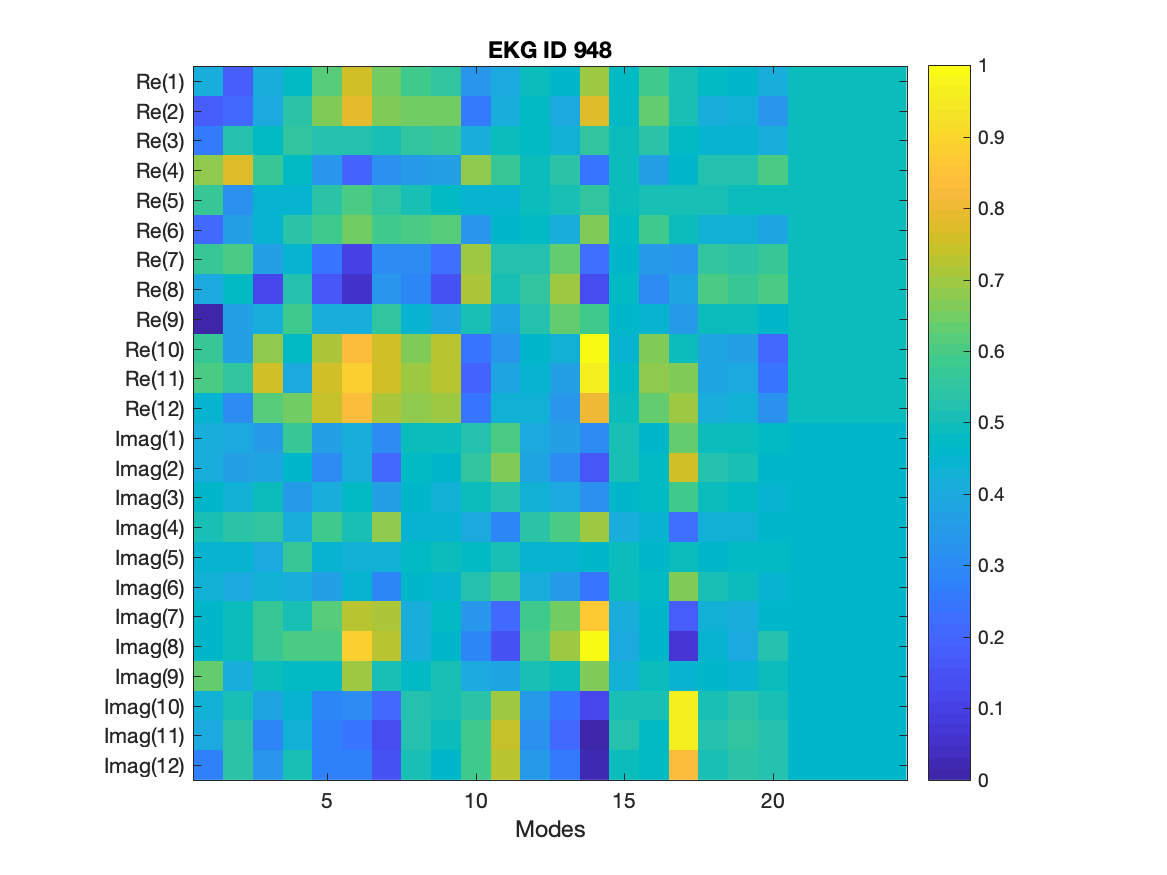 EKG ID 948
Re(1)
Re(2)
Re(3)
Re(4)
Re(5)
Re(6)
Re(7)
Re(8)
Re(9)
Re(10)
Re(11)
Re(12)
Imag(1)
Imag(2)
Imag(3)
Imag(4)
Imag(5)
Imag(6)
Imag(7)
Imag(8)
Imag(9)
Imag(10)
Imag(11)
Imag(12)
5 10 15 20
Modes
1
0.9
0.8
0.7
0.6
0.5
0.4
0.3
0.2
0.1
0